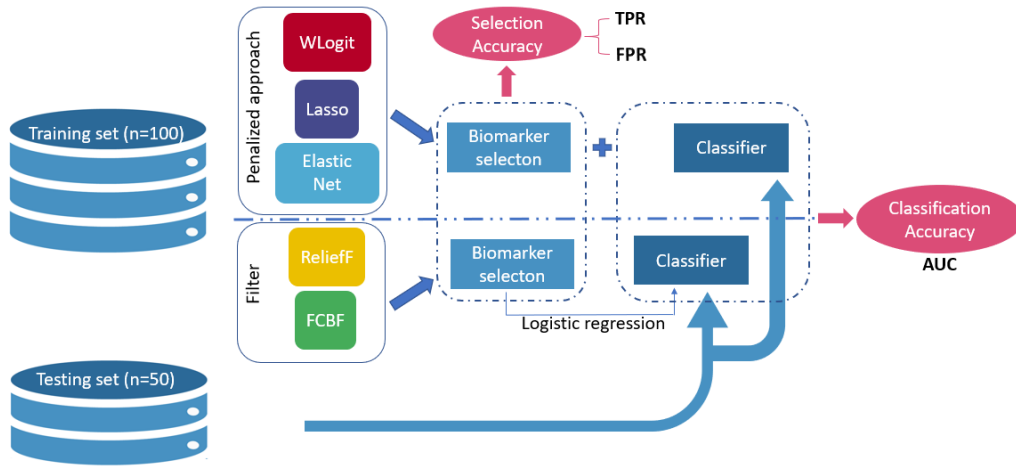 Training set (n=100)
Penalized approach
WLogit
Lasso
Elastic
Net
Selection
Accuracy
TPR
FPR
Biomarker
selecton
Classifier
Filter
ReliefF
FCBF
Biomarker
selecton
Classifier
Logistic regression
Classification
Accuracy
AUC
Testing set (n=50)